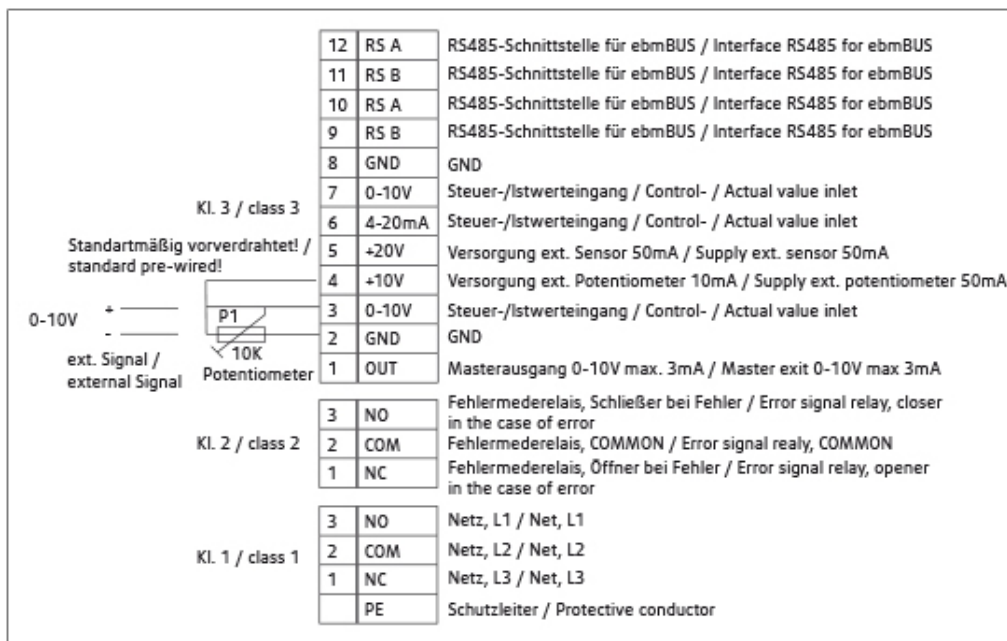 12 RS A RS485-Schnittstelle für ebmBUS / Interface RS485 for ebmBUS
11 RS B RS485-Schnittstelle für ebmBUS / Interface RS485 for ebmBUS
10 RS A RS485-Schnittstelle für ebmBUS / Interface RS485 for ebmBUS
9 RS B RS485-Schnittstelle für ebmBUS / Interface RS485 for ebmBUS
8 GND GND
7 0-10V Steuer-/Istwerteingang / Control- / Actual value inlet
Kl. 3 / class 3
6 4-20mA Steuer-/Istwerteingang / Control- / Actual value inlet
Standartmäßig vorverdrahtet! /
standard pre-wired!
5 +20V Versorgung ext. Sensor 50mA / Supply ext. sensor 50mA
4 +10V Versorgung ext. Potentiometer 10mA / Supply ext. potentiometer 50mA
0-10V + -
P1
3 0-10V Steuer-/Istwerteingang / Control- / Actual value inlet
2 GND GND
10K
Potentiometer
ext. Signal /
external Signal
1 OUT Masterausgang 0-10V max. 3mA / Master exit 0-10V max 3mA
3 NO Fehlermederelais, Schließer bei Fehler / Error signal relay, closer
in the case of error
Kl. 2 / class 2
2 COM Fehlermederelais, COMMON / Error signal realy, COMMON
1 NC Fehlermederelais, Öffner bei Fehler / Error signal relay, opener
in the case of error
3 NO Netz, L1 / Net, L1
Kl. 1 / class 1
2 COM Netz, L2 / Net, L2
1 NC Netz, L3 / Net, L3
PE Schutzleiter / Protective conductor